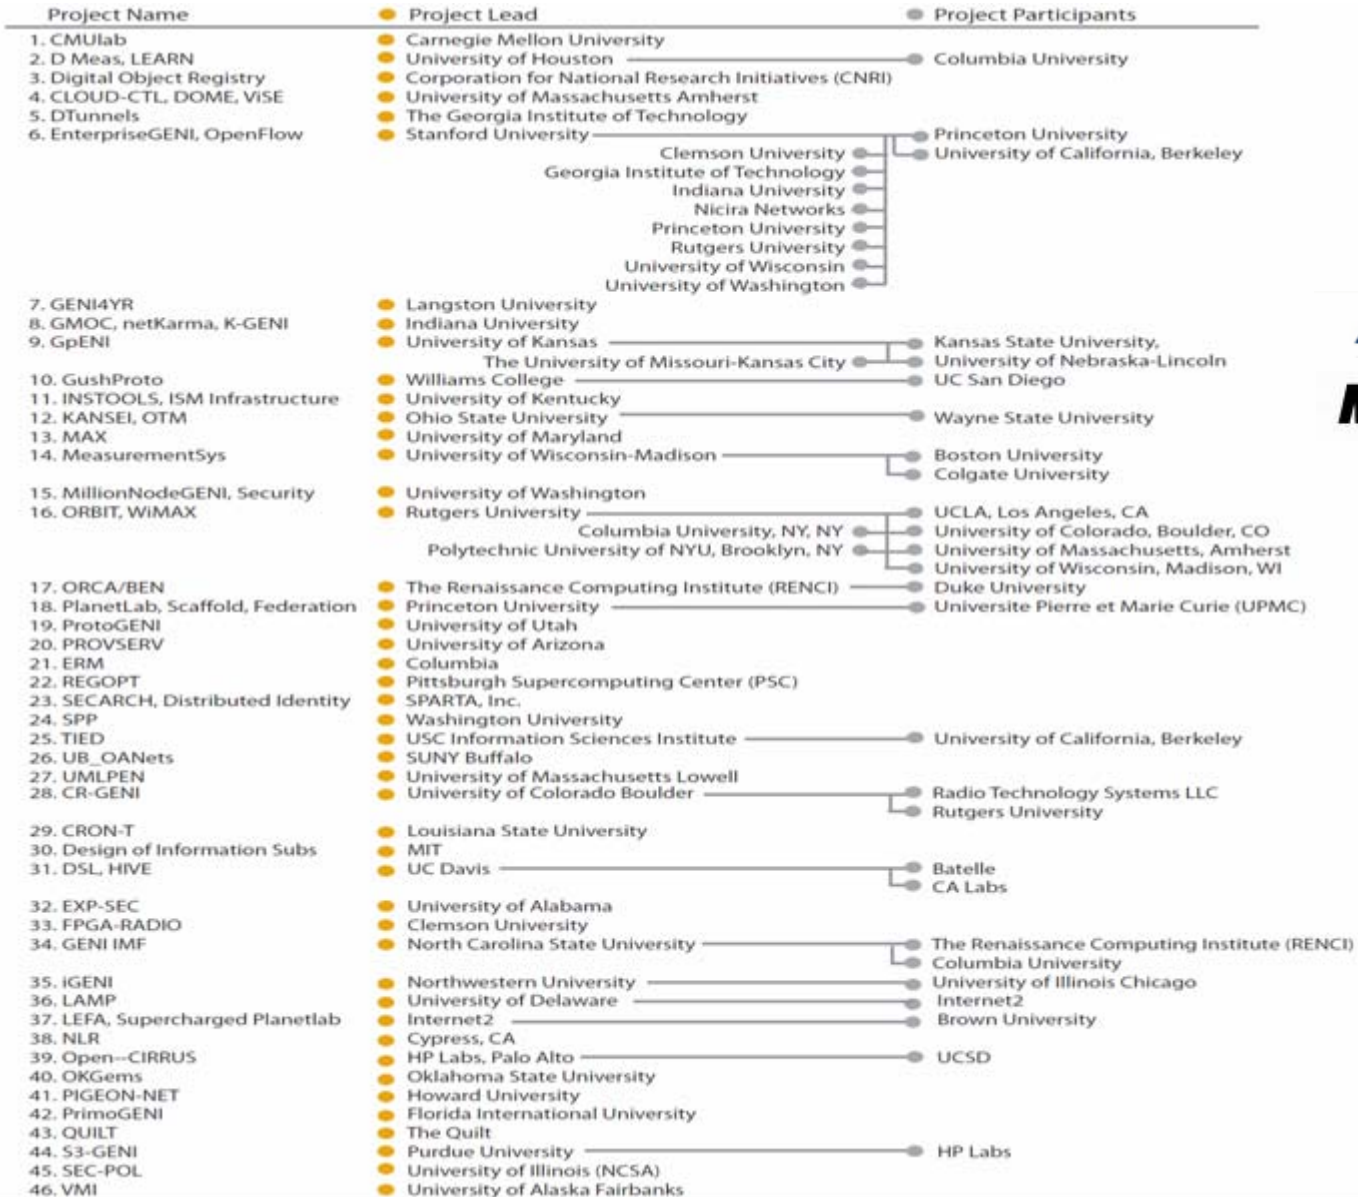 Project Name Project Lead Project Participants
1. CMUlab Carnegie Mellon University
2. D Meas, LEARN University of Houston Columbia University
3. Digital Object Registry Corporation for National Research Initiatives (CNRI)
4. CLOUD-CTL, DOME, ViSE University of Massachusetts Amherst
5. DTunnels The Georgia Institute of Technology
6. EnterpriseGENI, OpenFlow Stanford University Princeton University
Clemson University University of California, Berkeley
Georgia Institute of Technology
Indiana University
Nicira Networks
Princeton University
Rutgers University
University of Wisconsin
University of Washington
7. GENI4YR Langston University
8. GMOC, netKarma, K-GENI Indiana University
9. GpENI University of Kansas Kansas State University,
The University of Missouri-Kansas City University of Nebraska-Lincoln
10. GushProto Williams College UC San Diego
11. INSTOOLS, ISM Infrastructure University of Kentucky
12. KANSEI, OTM Ohio State University Wayne State University
13. MAX University of Maryland
14. MeasurementSys University of Wisconsin-Madison Boston University
Colgate University
15. MillionNodeGENI, Security University of Washington
16. ORBIT, WiMAX Rutgers University UCLA, Los Angeles, CA
Columbia University, NY, NY University of Colorado, Boulder, CO
Polytechnic University of NYU, Brooklyn, NY University of Massachusetts, Amherst
University of Wisconsin, Madison, WI
17. ORCA/BEN The Renaissance Computing Institute (RENCI) Duke University
18. PlanetLab, Scaffold, Federation Princeton University Universite Pierre et Marie Curie (UPMC)
19. ProtoGENI University of Utah
20. PROVSERV University of Arizona
21. ERM Columbia
22. REGOPT Pittsburgh Supercomputing Center (PSC)
23. SECARCH, Distributed Identity SPARTA, Inc.
24. SPP Washington University
25. TIED USC Information Sciences Institute University of California, Berkeley
26. UB_OANets SUNY Buffalo
27. UMLPEN University of Massachusetts Lowell
28. CR-GENI University of Colorado Boulder Radio Technology Systems LLC
Rutgers University
29. CRON-T Louisiana State University
30. Design of Information Subs MIT
31. DSL, HIVE UC Davis Batelle
CA Labs
32. EXP-SEC University of Alabama
33. FPGA-RADIO Clemson University
34. GENI IMF North Carolina State University The Renaissance Computing Institute (RENCI)
Columbia University
35. iGENI Northwestern University University of Illinois Chicago
36. LAMP University of Delaware Internet2
37. LEFA, Supercharged Planetlab Internet2 Brown University
38. NLR Cypress, CA
39. Open--CIRRUS HP Labs, Palo Alto UCSD
40. OKGems Oklahoma State University
41. PIGEON-NET Howard University
42. PrimoGENI Florida International University
43. QUILT The Quilt
44. S3-GENI Purdue University HP Labs
45. SEC-POL University of Illinois (NCSA)
46. VMI University of Alaska Fairbanks